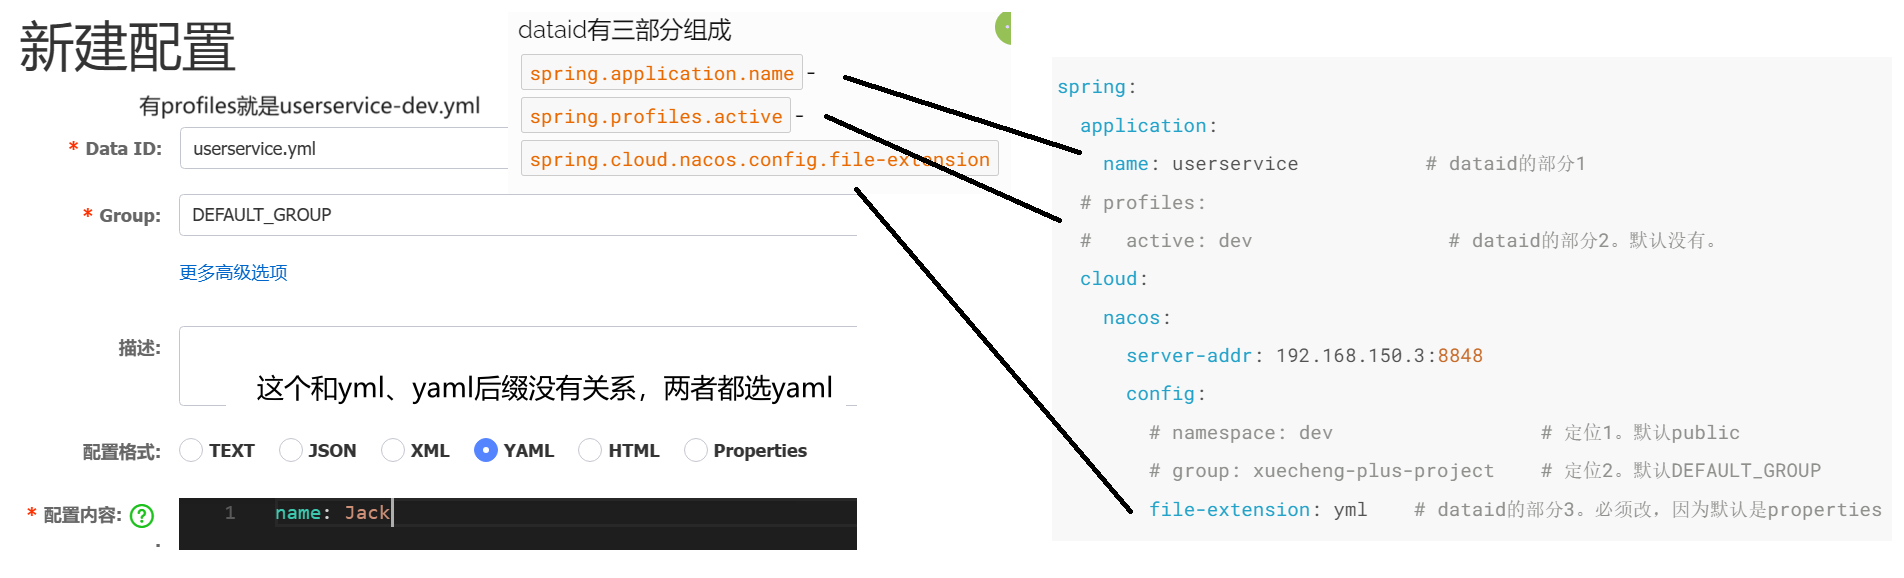 新建配置
有profiles就是userservice-dev.yml
* Data ID: userservice.yml
* Group: DEFAULT_GROUP
更多高级选项
描述:
这个和yml、yaml后缀没有关系，两者都选yaml
配置格式: TEXT JSON XML YAML HTML Properties
* 配置内容: ? :
1 name: Jack
dataid有三部分组成
spring.application.name -
spring.profiles.active -
spring.cloud.nacos.config.file-extension
spring:
application:
name: userservice # dataid的部分1
# profiles:
# active: dev # dataid的部分2。默认没有。
cloud:
nacos:
server-addr: 192.168.150.3:8848
config:
# namespace: dev # 定位1。默认public
# group: xuecheng-plus-project # 定位2。默认DEFAULT_GROUP
file-extension: yml # dataid的部分3。必须改，因为默认是properties